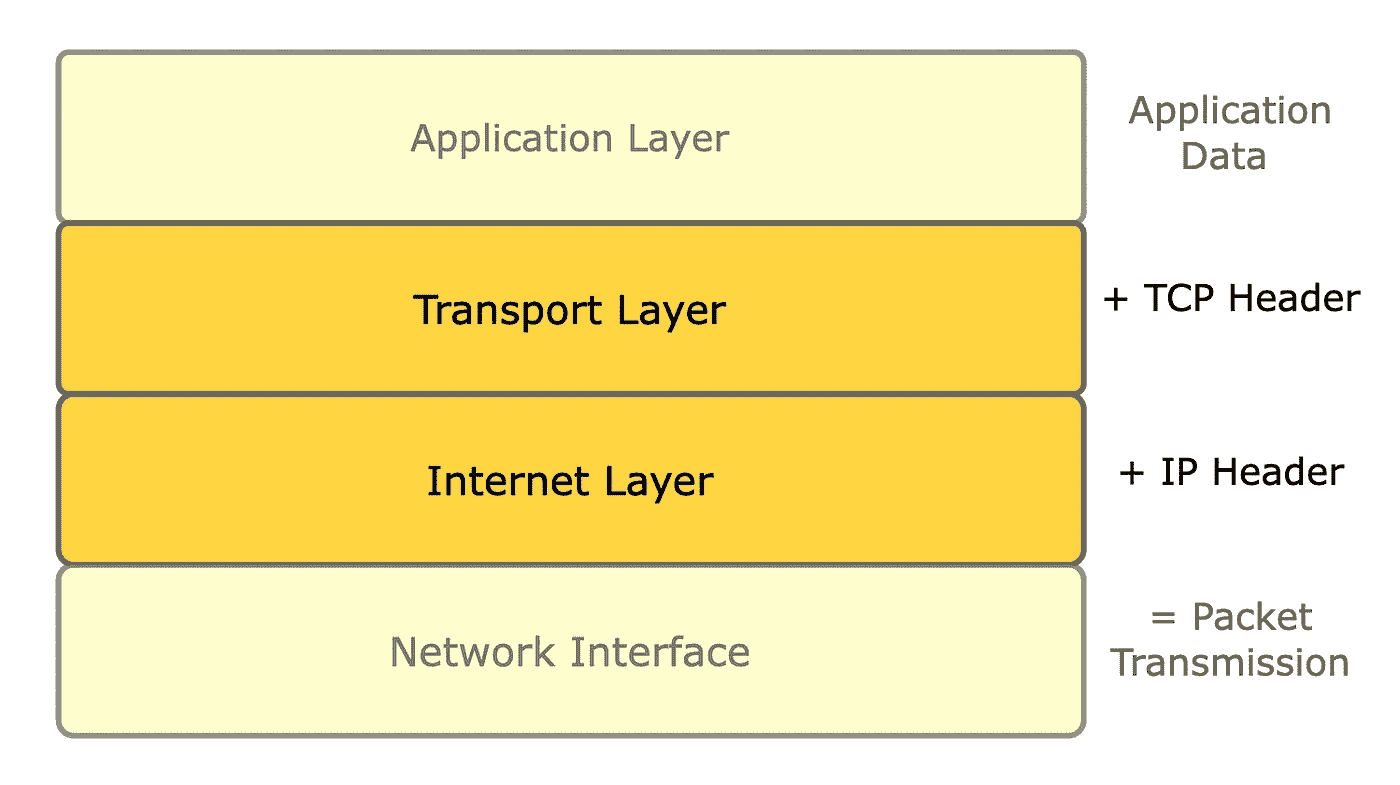 Application Layer
Application
Data
Transport Layer
+ TCP Header
Internet Layer
+ IP Header
Network Interface
= Packet
Transmission